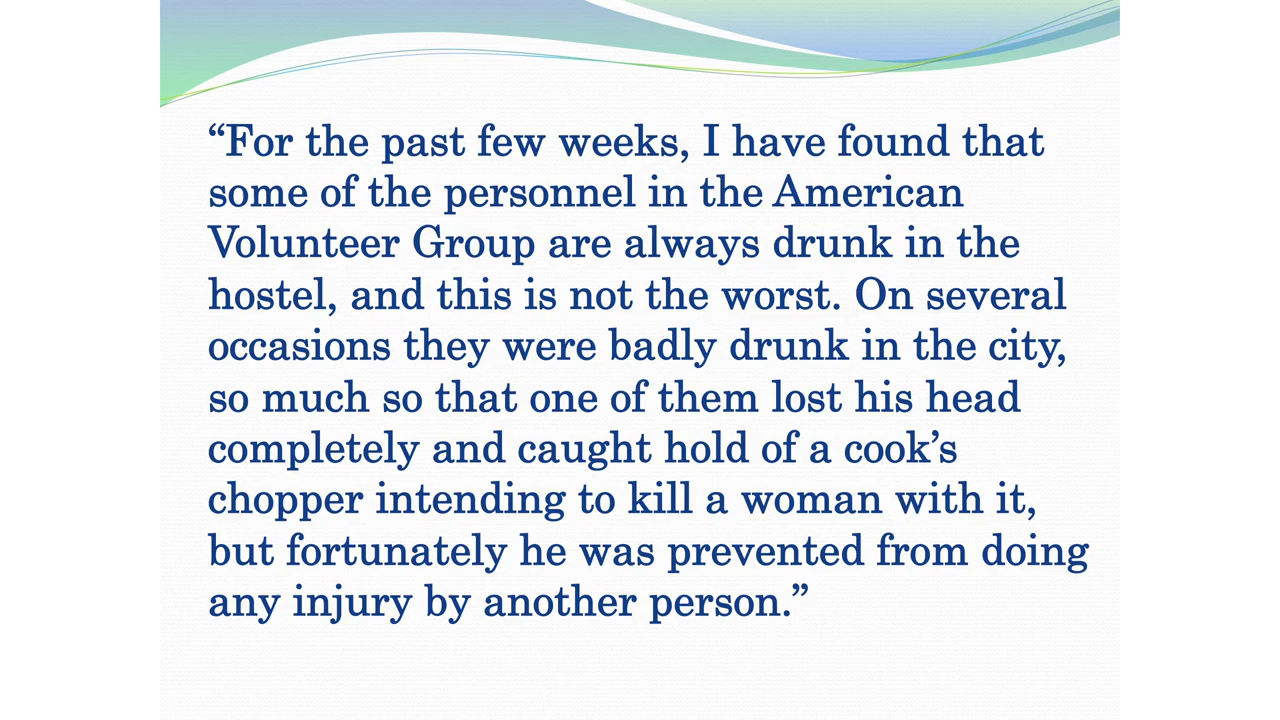 “For the past few weeks, I have found that
some of the personnel in the American
Volunteer Group are always drunk in the
hostel, and this is not the worst. On several
occasions they were badly drunk in the city,
so much so that one of them lost his head
completely and caught hold of a cook’s
chopper intending to kill a woman with it,
but fortunately he was prevented from doing
any injury by another person.”